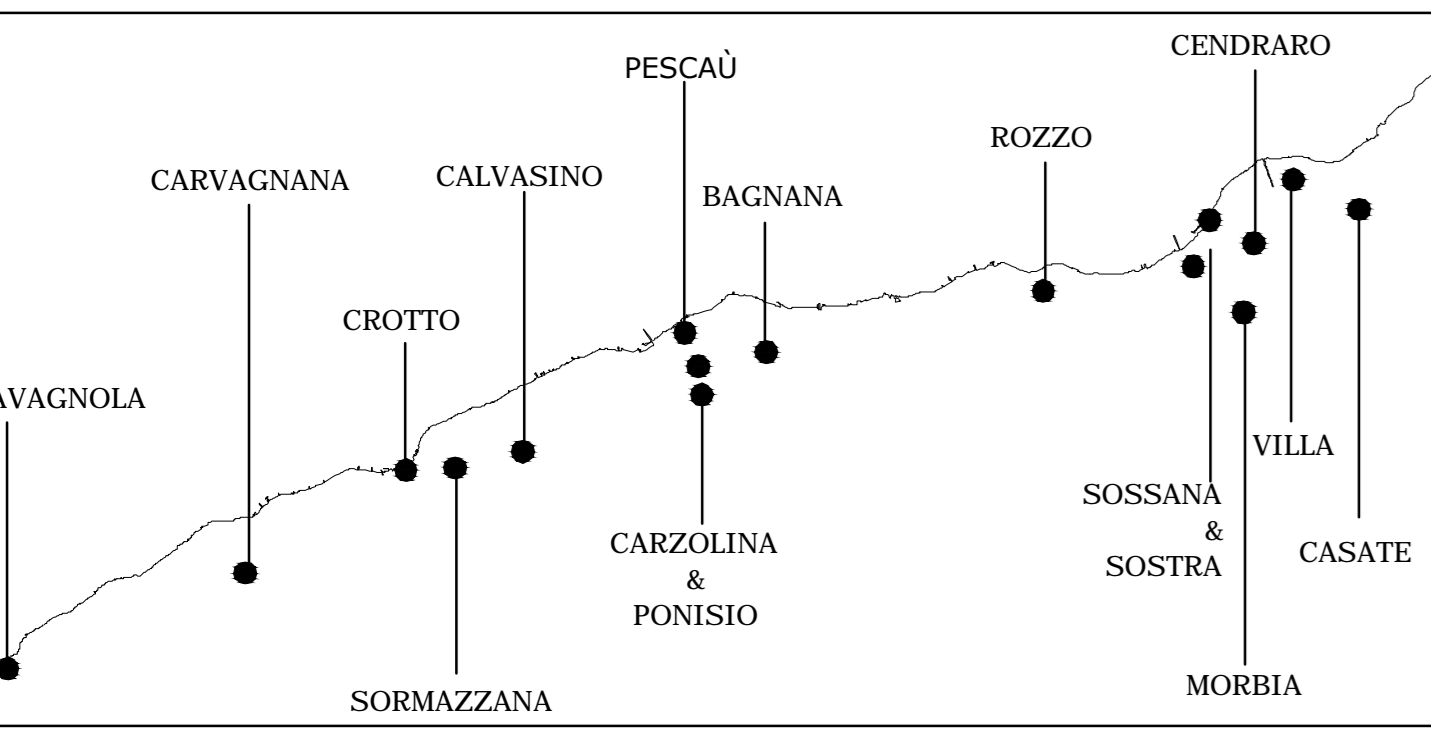 CENDRARO
PESCAÙ
ROZZO
CARVAGNANA
CALVASINO
BAGNANA
CROTTO
AVAGNOLA
VILLA
SOSSANA
&
SOSTRA
CASATE
CARZOLINA
&
PONISIO
MORBIA
SORMAZZANA